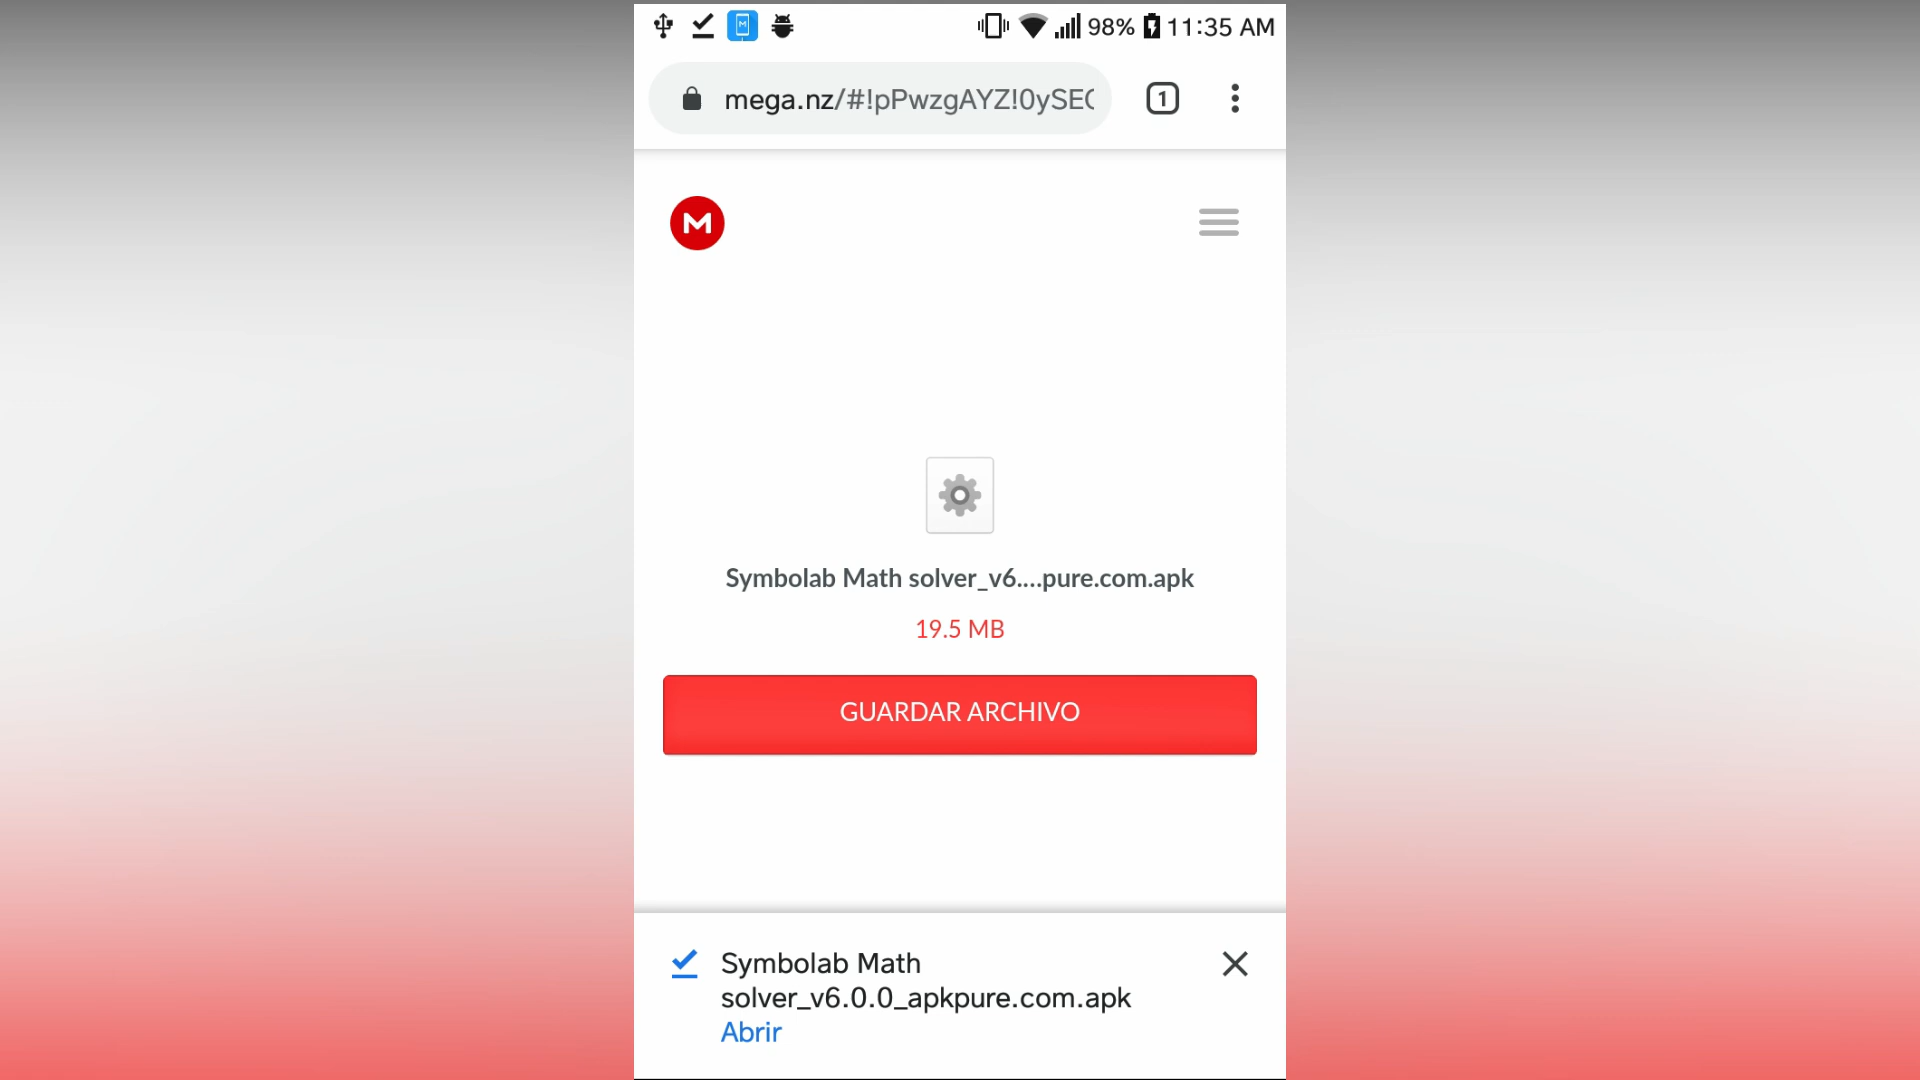 98% 11:35 AM
mega.nz/#!pPwzgAYZ!0ySE
1
M
Symbolab Math solver_v6....pure.com.apk
19.5 MB
GUARDAR ARCHIVO
Symbolab Math
solver_v6.0.0_apkpure.com.apk
Abrir